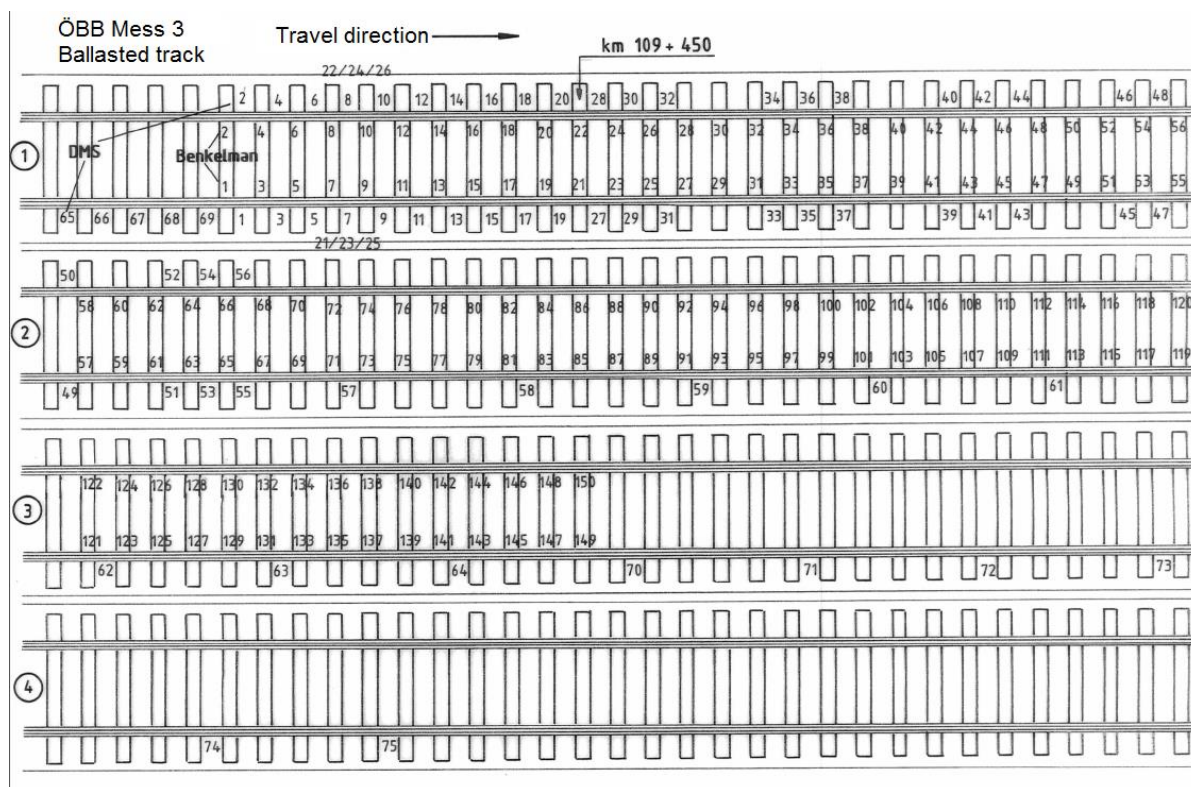 ÖBB Mess 3
Ballasted track
Travel direction
km 109 + 450
22/24/26
2 4 6 8 10 12 14 16 18 20 28 30 32 34 36 38 40 42 44 46 48
2 4 6 8 10 12 14 16 18 20 22 24 26 28 30 32 34 36 38 40 42 44 46 48 50 52 54 56
1
DMS
Benkelman
1 3 5 7 9 11 13 15 17 19 21 23 25 27 29 31 33 35 37 39 41 43 45 47 49 51 53 55
65 66 67 68 69 1 3 5 7 9 11 13 15 17 19 27 29 31 33 35 37 39 41 43 45 47
21/23/25
50 52 54 56
58 60 62 64 66 68 70 72 74 76 78 80 82 84 86 88 90 92 94 96 98 100 102 104 106 108 110 112 114 116 118 120
2
57 59 61 63 65 67 69 71 73 75 77 79 81 83 85 87 89 91 93 95 97 99 101 103 105 107 109 111 113 115 117 119
49 51 53 55 57 58 59 60 61
122 124 126 128 130 132 134 136 138 140 142 144 146 148 150
3
121 123 125 127 129 131 133 135 137 139 141 143 145 147 149
62 63 64 70 71 72 73
4
74 75